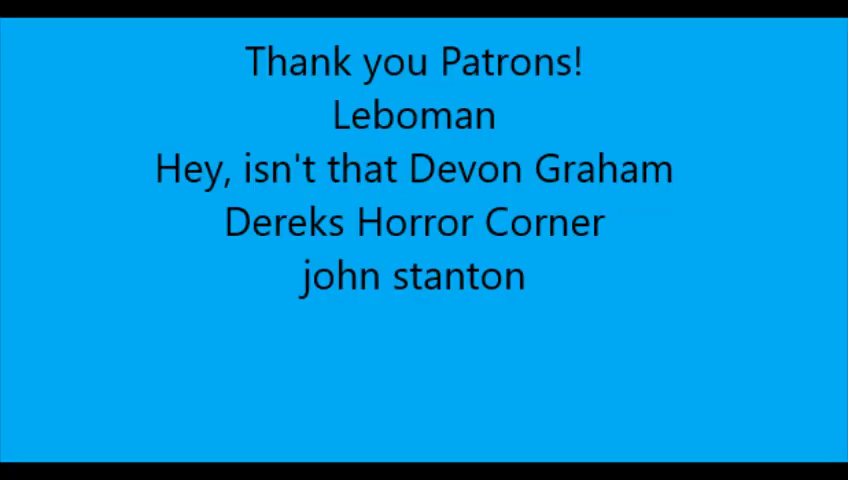 Thank you Patrons!
Leboman
Hey, isn't that Devon Graham
Dereks Horror Corner
john stanton